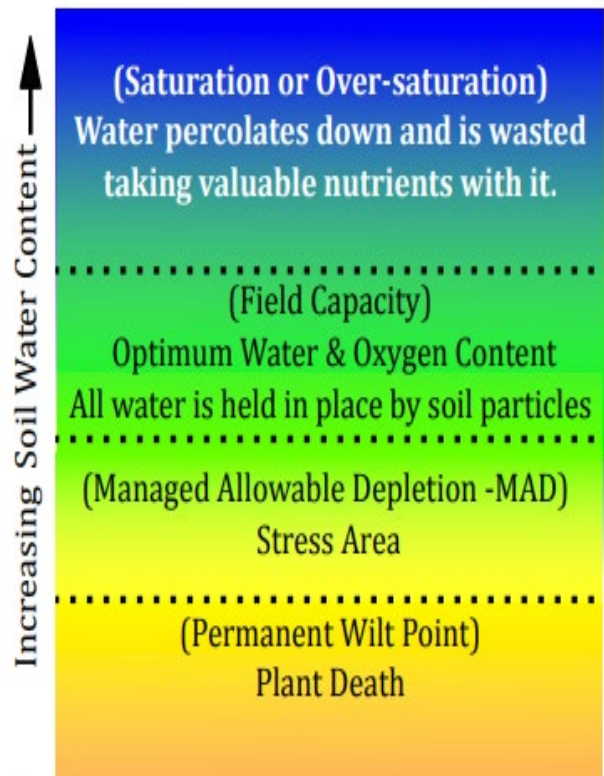 Increasing Soil Water Content
(Saturation or Over-saturation)
Water percolates down and is wasted
taking valuable nutrients with it.
(Field Capacity)
Optimum Water & Oxygen Content
All water is held in place by soil particles
(Managed Allowable Depletion -MAD)
Stress Area
(Permanent Wilt Point)
Plant Death